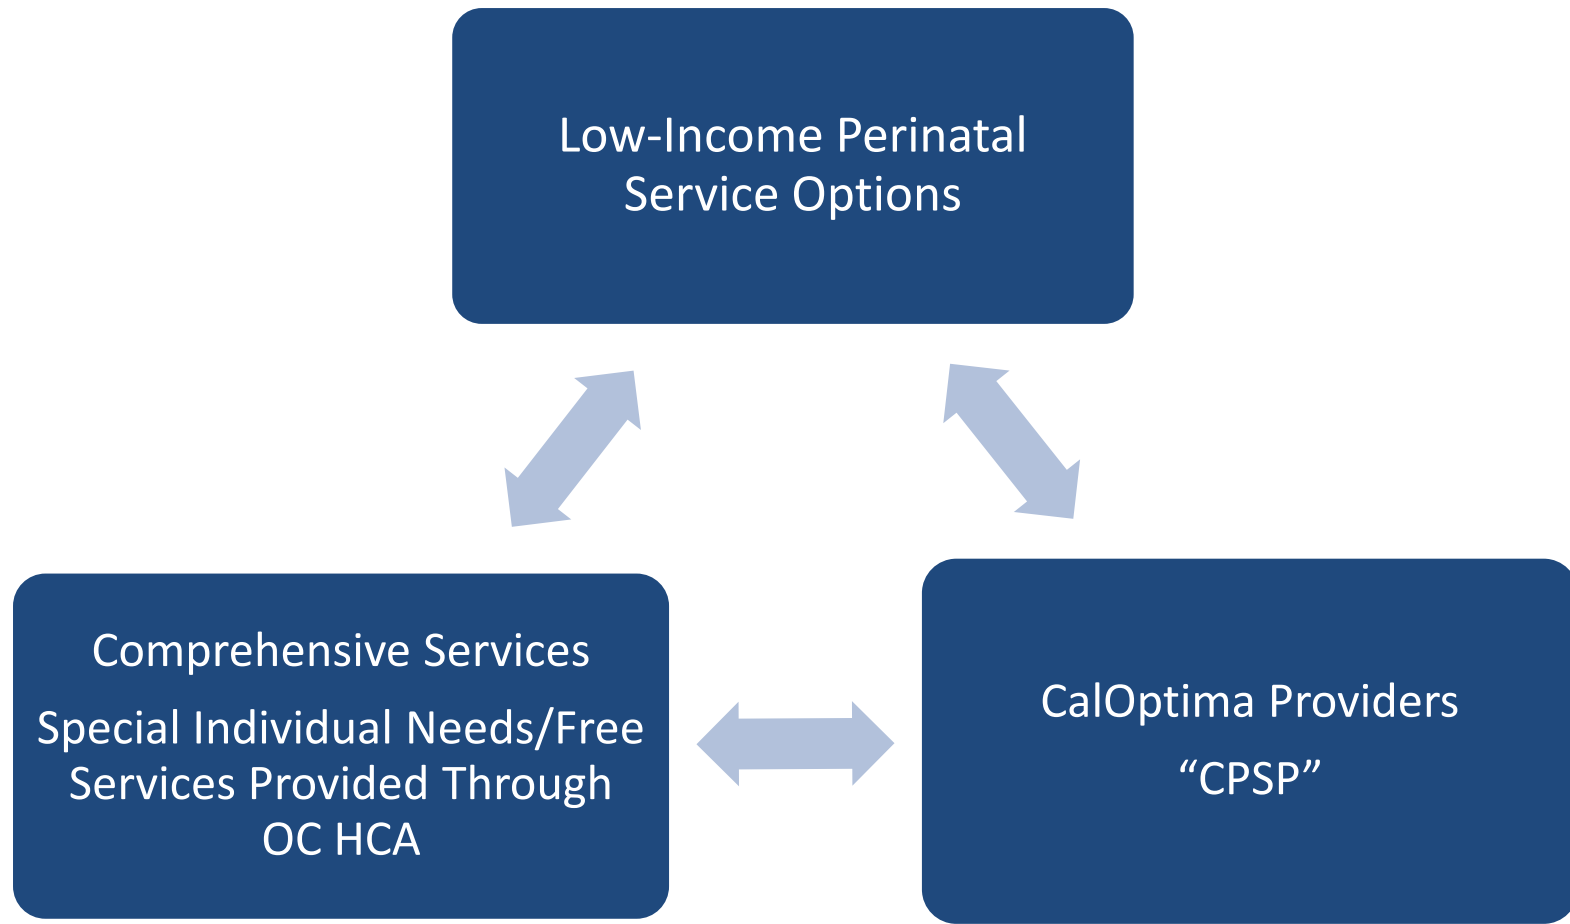 Low-Income Perinatal
Service Options
Comprehensive Services
Special Individual Needs/Free
Services Provided Through
OC HCA
CalOptima Providers
“CPSP”